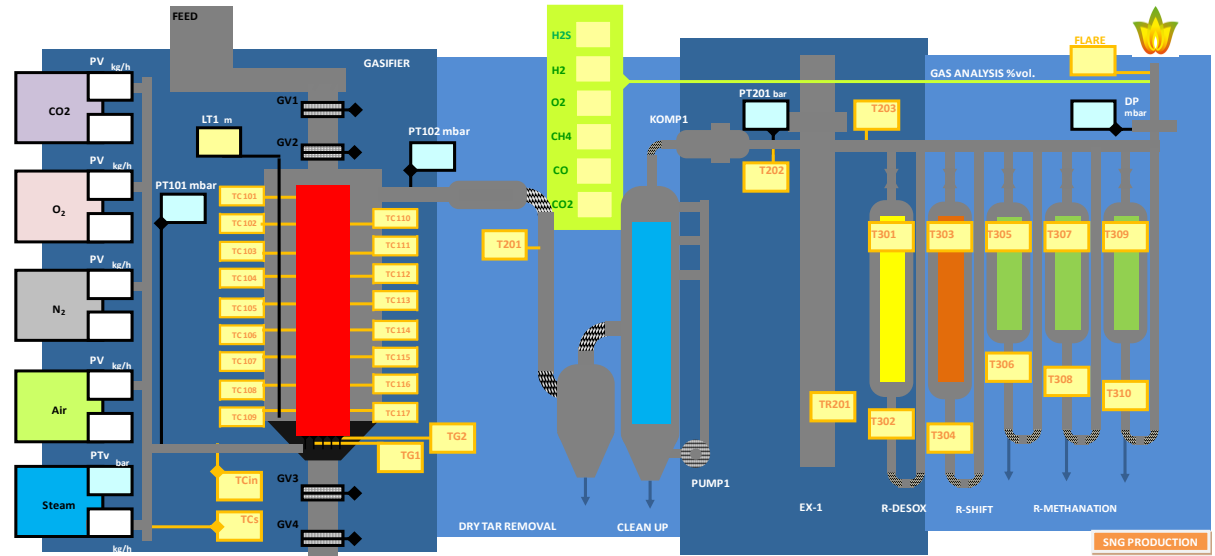 FEED
GASIFIER
PV
kg/h
CO2
PV
kg/h
O₂
PV
kg/h
N₂
PV
kg/h
Air
PTv
bar
Steam
kg/h
GV1
GV2
LT1 m
PT101 mbar
PT102 mbar
TC101
TC102
TC103
TC104
TC105
TC106
TC107
TC108
TC109
TC110
TC111
TC112
TC113
TC114
TC115
TC116
TC117
TG2
TG1
TCin
TCs
GV3
GV4
H2S
H2
O2
CH4
CO
CO2
T201
DRY TAR REMOVAL
CLEAN UP
KOMP1
PUMP1
PT201 bar
T202
T203
TR201
EX-1
FLARE
GAS ANALYSIS %vol.
DP
mbar
T301
T303
T305
T307
T309
T306
T308
T310
T302
T304
R-DESOX
R-SHIFT
R-METHANATION
SNG PRODUCTION